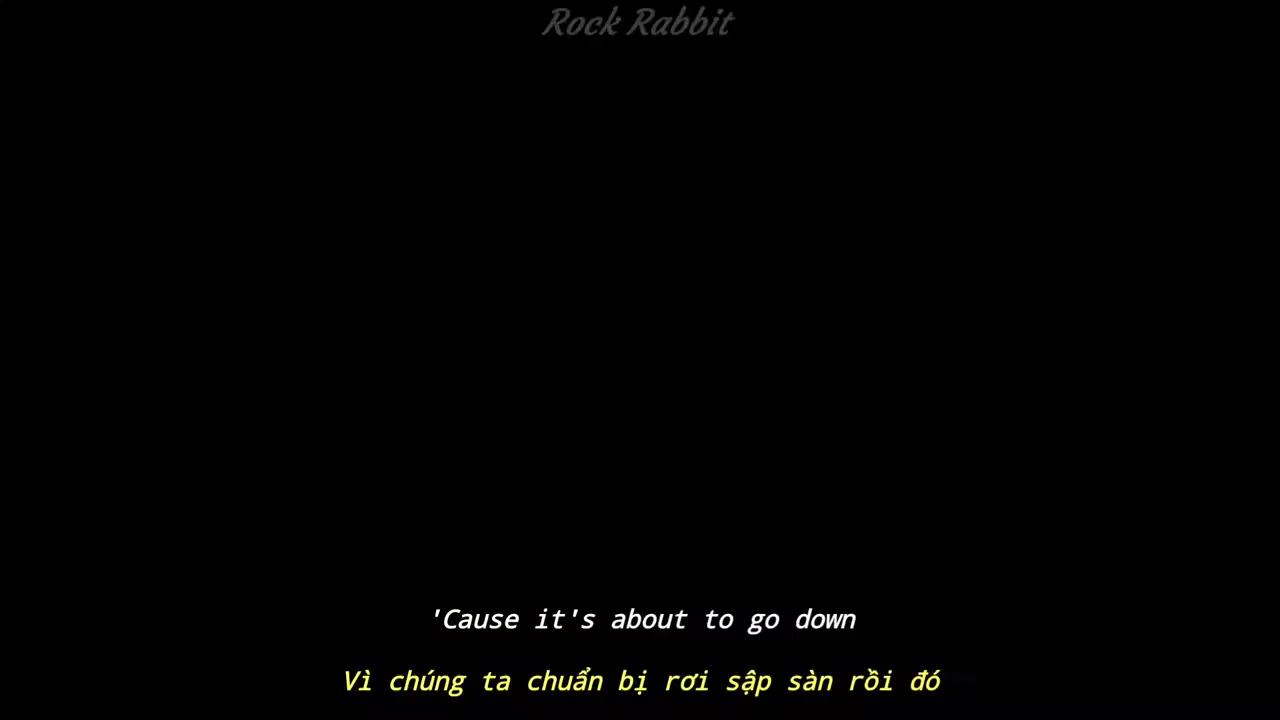 Rock Rabbit
'Cause it's about to go down
Vì chúng ta chuẩn bị rơi sập sàn rồi đó